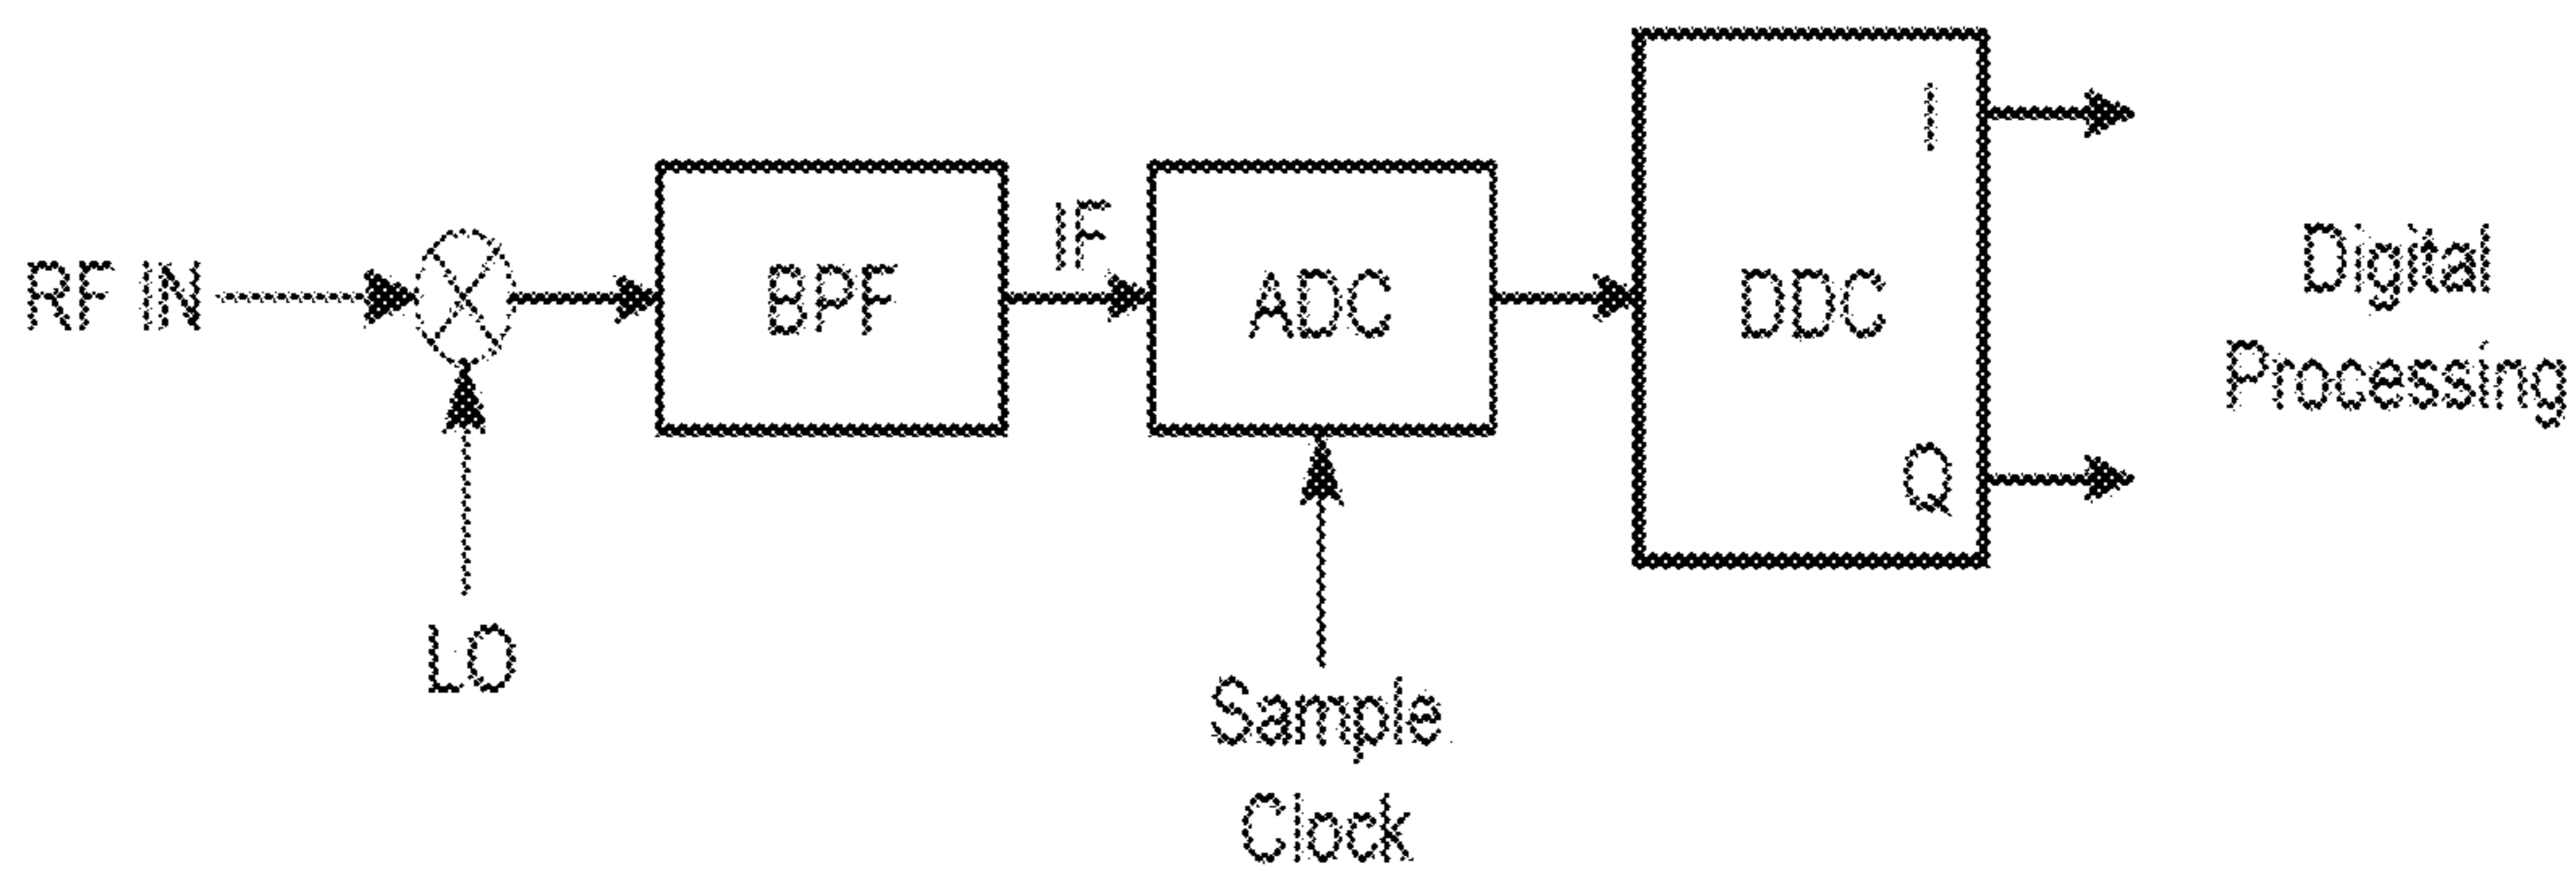 RF IN
LO
BPF
IF
ADC
Sample
Clock
DDC
I
Q
Digital
Processing